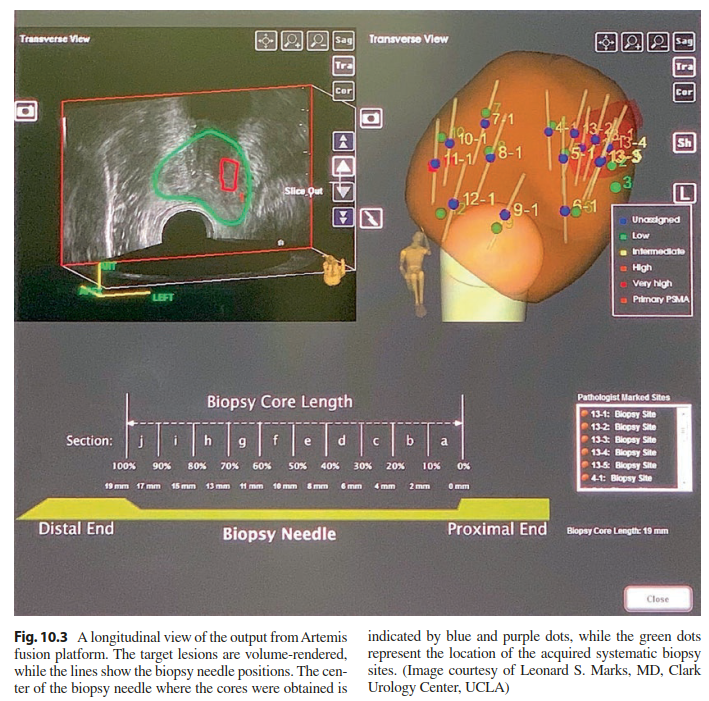 Transverse View
Sag
Tra
Cor
Slice Out
LEFT
Transverse View
Sag
Tra
Cor
Sh
L
7-1
10-1
11-1
8-1
12-1
9-1
4-1
5-1
6-1
13-4
3
Unassigned
Low
Intermediate
High
Very high
Primary PSMA
Biopsy Core Length
Section: j i h g f e d c b a
100% 90% 80% 70% 60% 50% 40% 30% 20% 10% 0%
19 mm 17 mm 15 mm 13 mm 11 mm 10 mm 8 mm 6 mm 4 mm 2 mm 0 mm
Distal End
Biopsy Needle
Proximal End
Pathologist Marked Sites
13-1: Biopsy Site
13-2: Biopsy Site
13-3: Biopsy Site
13-4: Biopsy Site
13-5: Biopsy Site
4-1: Biopsy Site
Biopsy Core Length: 19 mm
Close
Fig. 10.3 A longitudinal view of the output from Artemis
fusion platform. The target lesions are volume-rendered,
while the lines show the biopsy needle positions. The cen-
ter of the biopsy needle where the cores were obtained is
indicated by blue and purple dots, while the green dots
represent the location of the acquired systematic biopsy
sites. (Image courtesy of Leonard S. Marks, MD, Clark
Urology Center, UCLA)